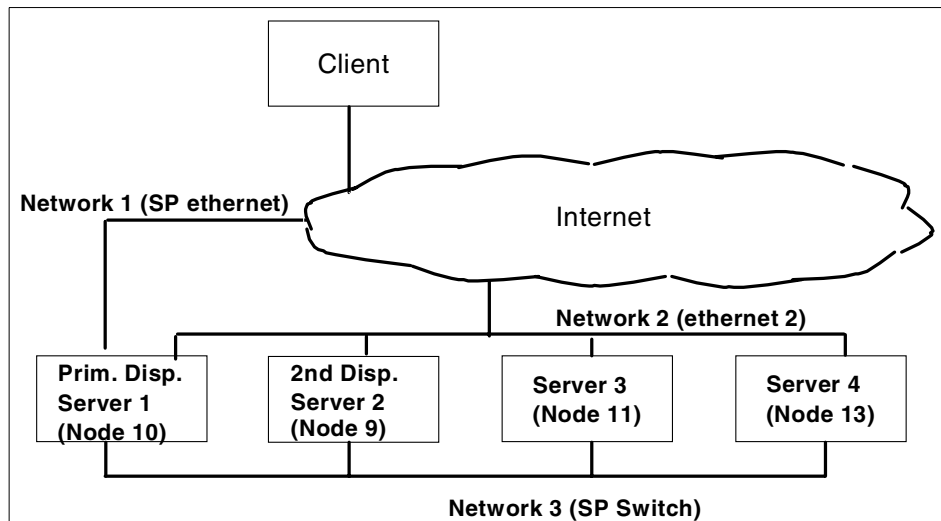 Client
Network 1 (SP ethernet)
Internet
Network 2 (ethernet 2)
Prim. Disp.
Server 1
(Node 10)
2nd Disp.
Server 2
(Node 9)
Server 3
(Node 11)
Server 4
(Node 13)
Network 3 (SP Switch)